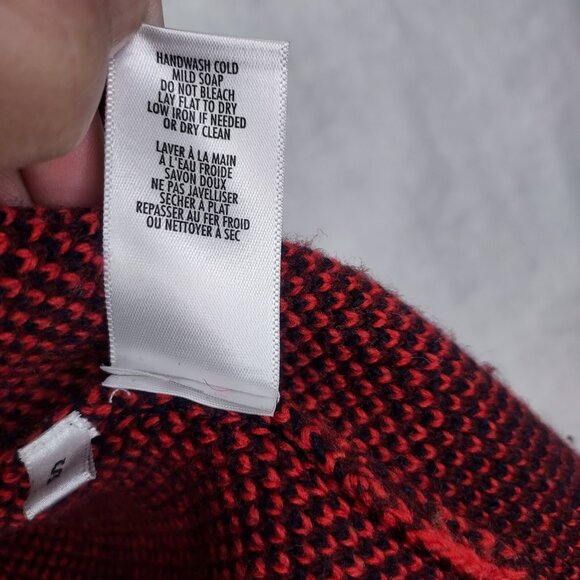 HANDWASH COLD
MILD SOAP
DO NOT BLEACH
LAY FLAT TO DRY
LOW IRON IF NEEDED
OR DRY CLEAN
LAVER À LA MAIN
À L'EAU FROIDE
SAVON DOUX
NE PAS JAVELLISER
SÉCHER À PLAT
REPASSER AU FER FROID
OU NETTOYER À SEC
S